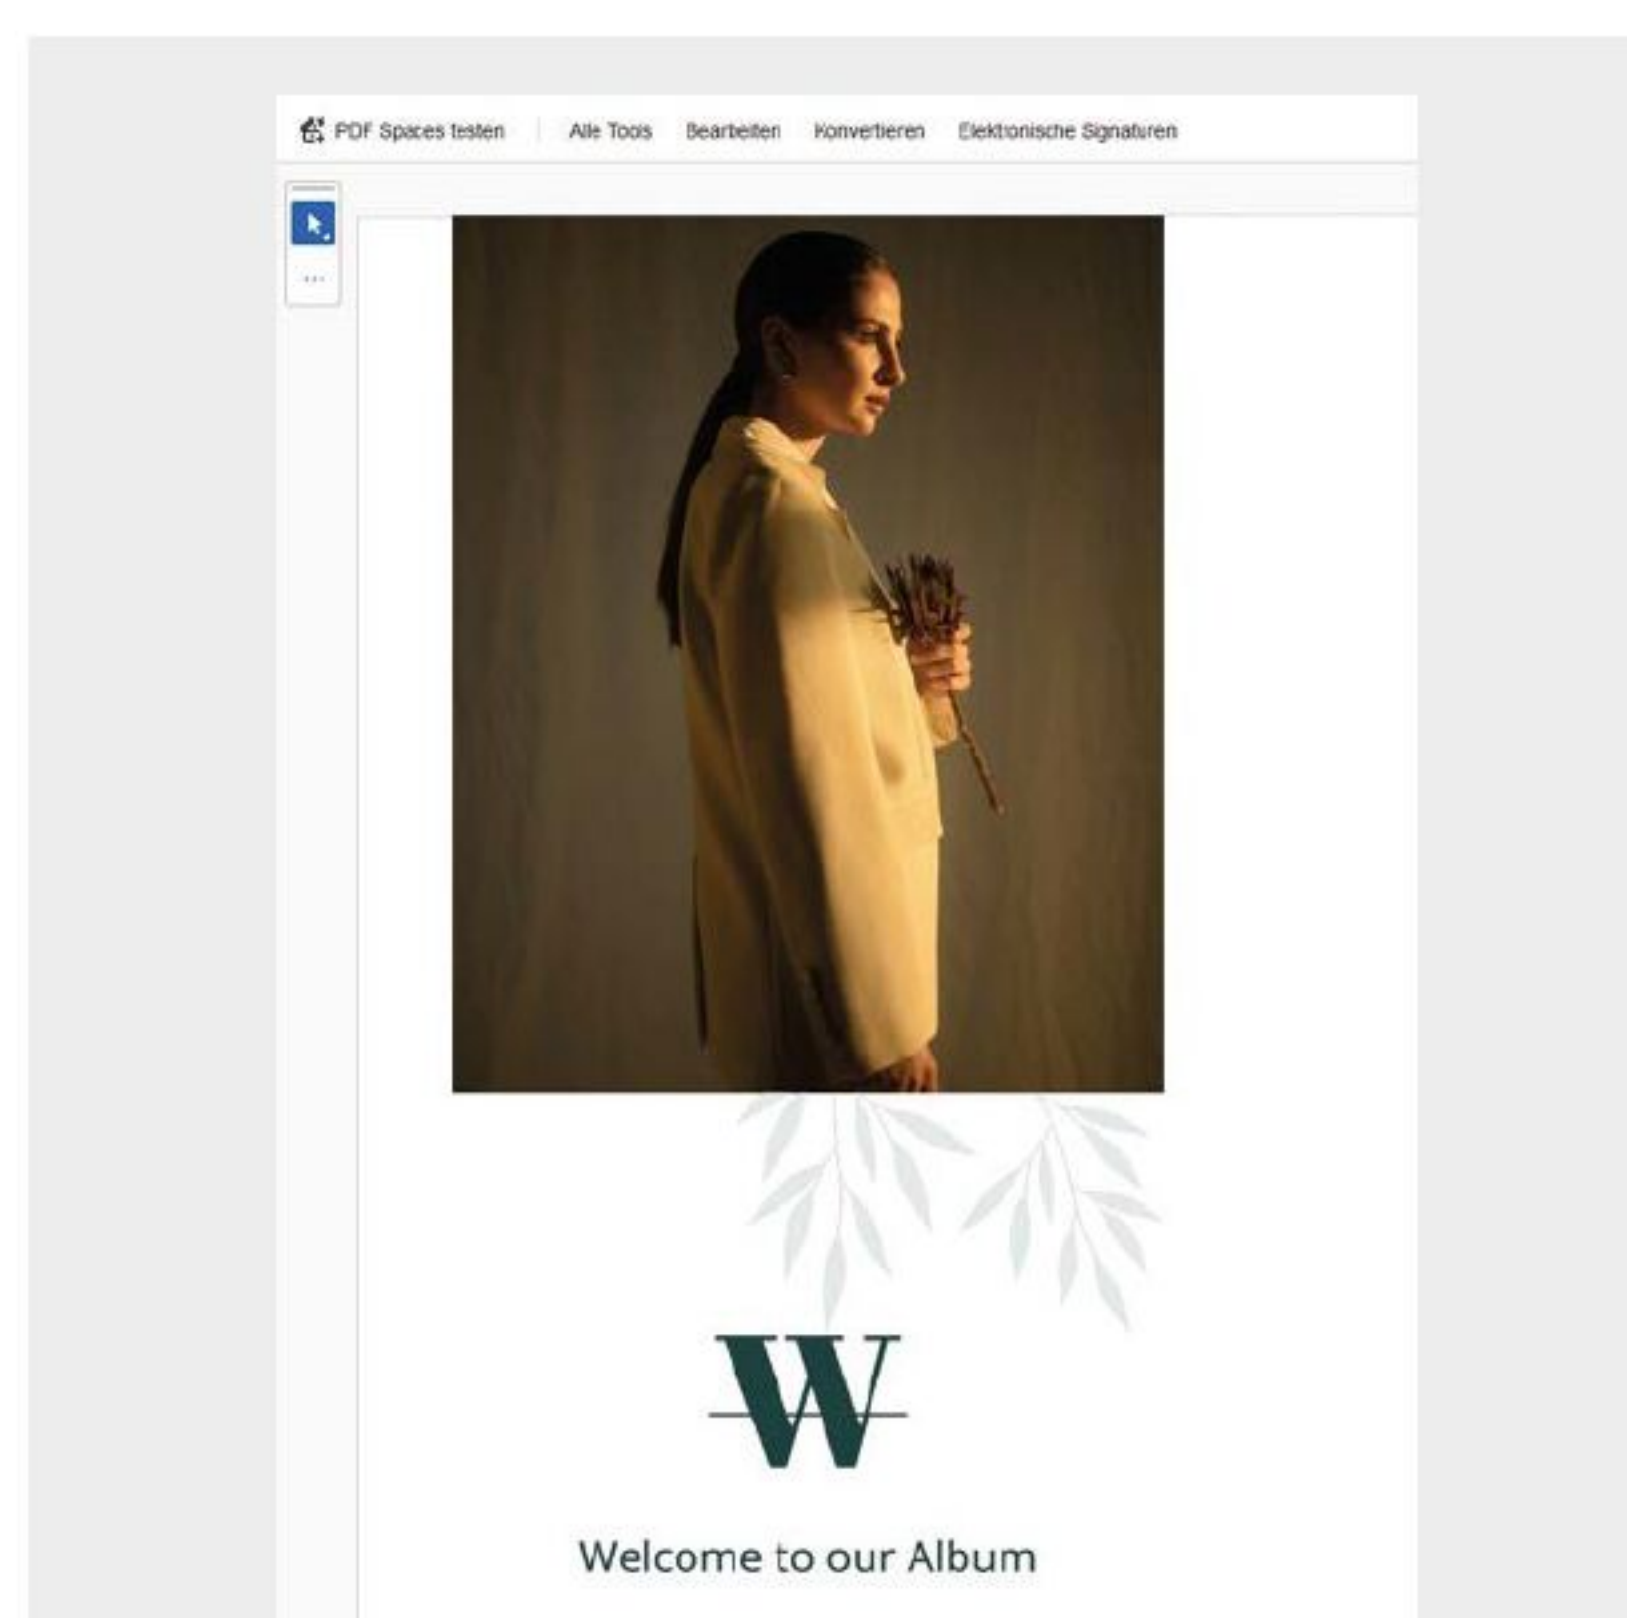 PDF Spaces testen Alle Tools Bearbeiten Konvertieren Elektronische Signaturen
W
Welcome to our Album